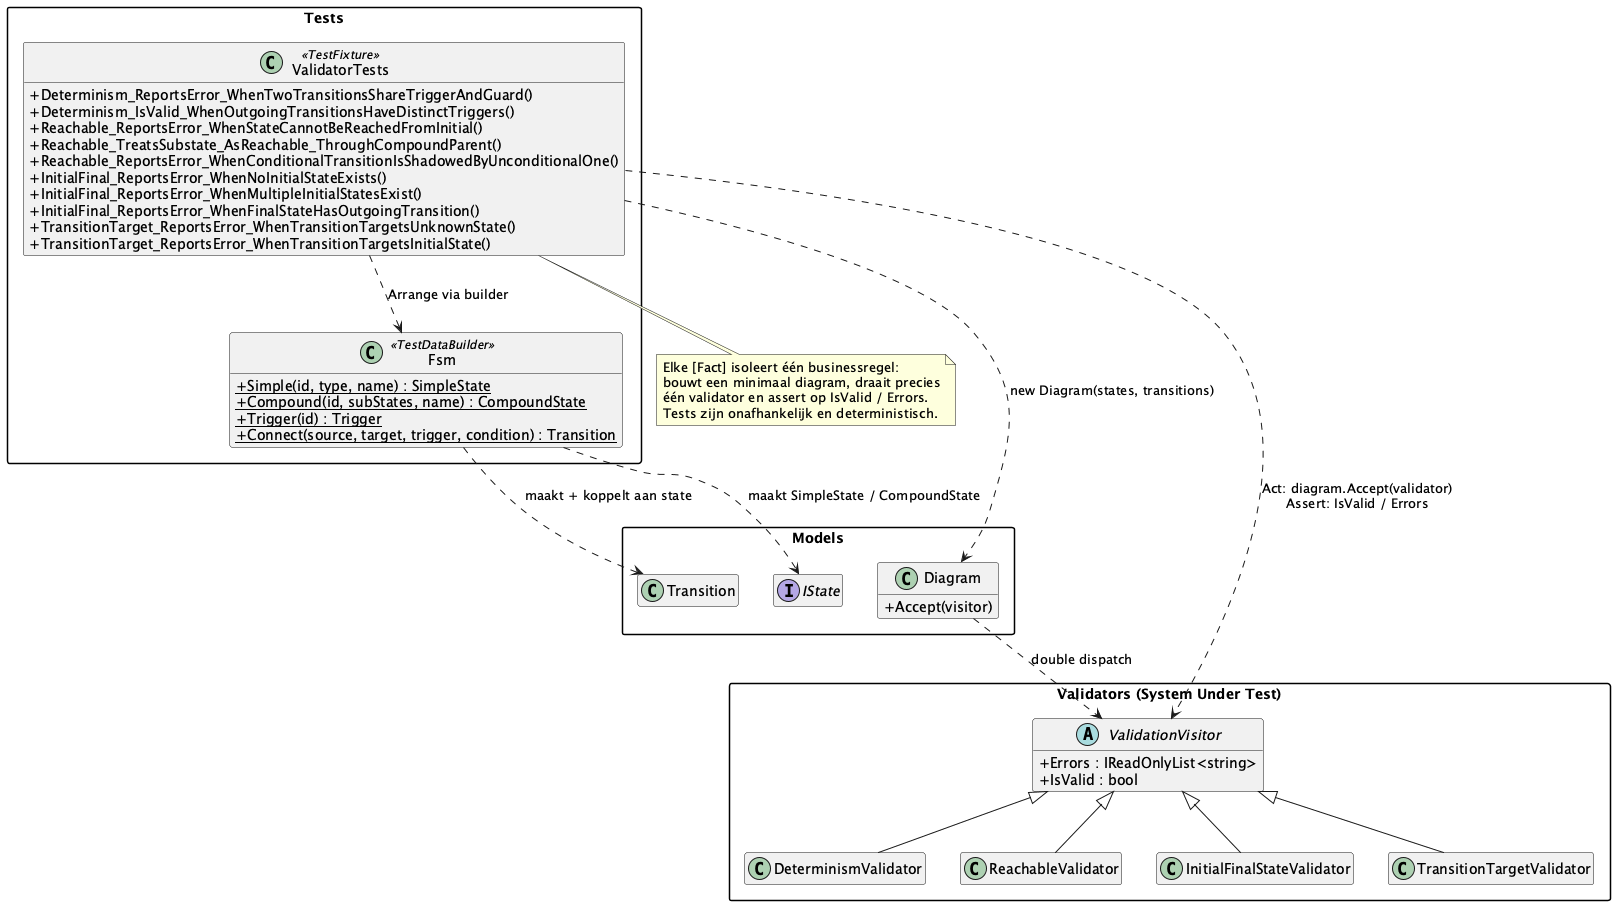 Tests
C
«TestFixture»
ValidatorTests
+Determinism_ReportsError_WhenTwoTransitionsShareTriggerAndGuard()
+Determinism_IsValid_WhenOutgoingTransitionsHaveDistinctTriggers()
+Reachable_ReportsError_WhenStateCannotBeReachedFromInitial()
+Reachable_TreatsSubstate_AsReachable_ThroughCompoundParent()
+Reachable_ReportsError_WhenConditionalTransitionIsShadowedByUnconditionalOne()
+InitialFinal_ReportsError_WhenNoInitialStateExists()
+InitialFinal_ReportsError_WhenMultipleInitialStatesExist()
+InitialFinal_ReportsError_WhenFinalStateHasOutgoingTransition()
+TransitionTarget_ReportsError_WhenTransitionTargetsUnknownState()
+TransitionTarget_ReportsError_WhenTransitionTargetsInitialState()
Arrange via builder
C
«TestDataBuilder»
Fsm
+Simple(id, type, name) : SimpleState
+Compound(id, subStates, name) : CompoundState
+Trigger(id) : Trigger
+Connect(source, target, trigger, condition) : Transition
Elke [Fact] isoleert één businessregel:
bouwt een minimaal diagram, draait precies
één validator en assert op IsValid / Errors.
Tests zijn onafhankelijk en deterministisch.
new Diagram(states, transitions)
maakt + koppelt aan state
maakt SimpleState / CompoundState
Act: diagram.Accept(validator)
Assert: IsValid / Errors
Models
C Transition
I IState
C Diagram
+Accept(visitor)
double dispatch
Validators (System Under Test)
A ValidationVisitor
+Errors : IReadOnlyList<string>
+IsValid : bool
C DeterminismValidator
C ReachableValidator
C InitialFinalStateValidator
C TransitionTargetValidator